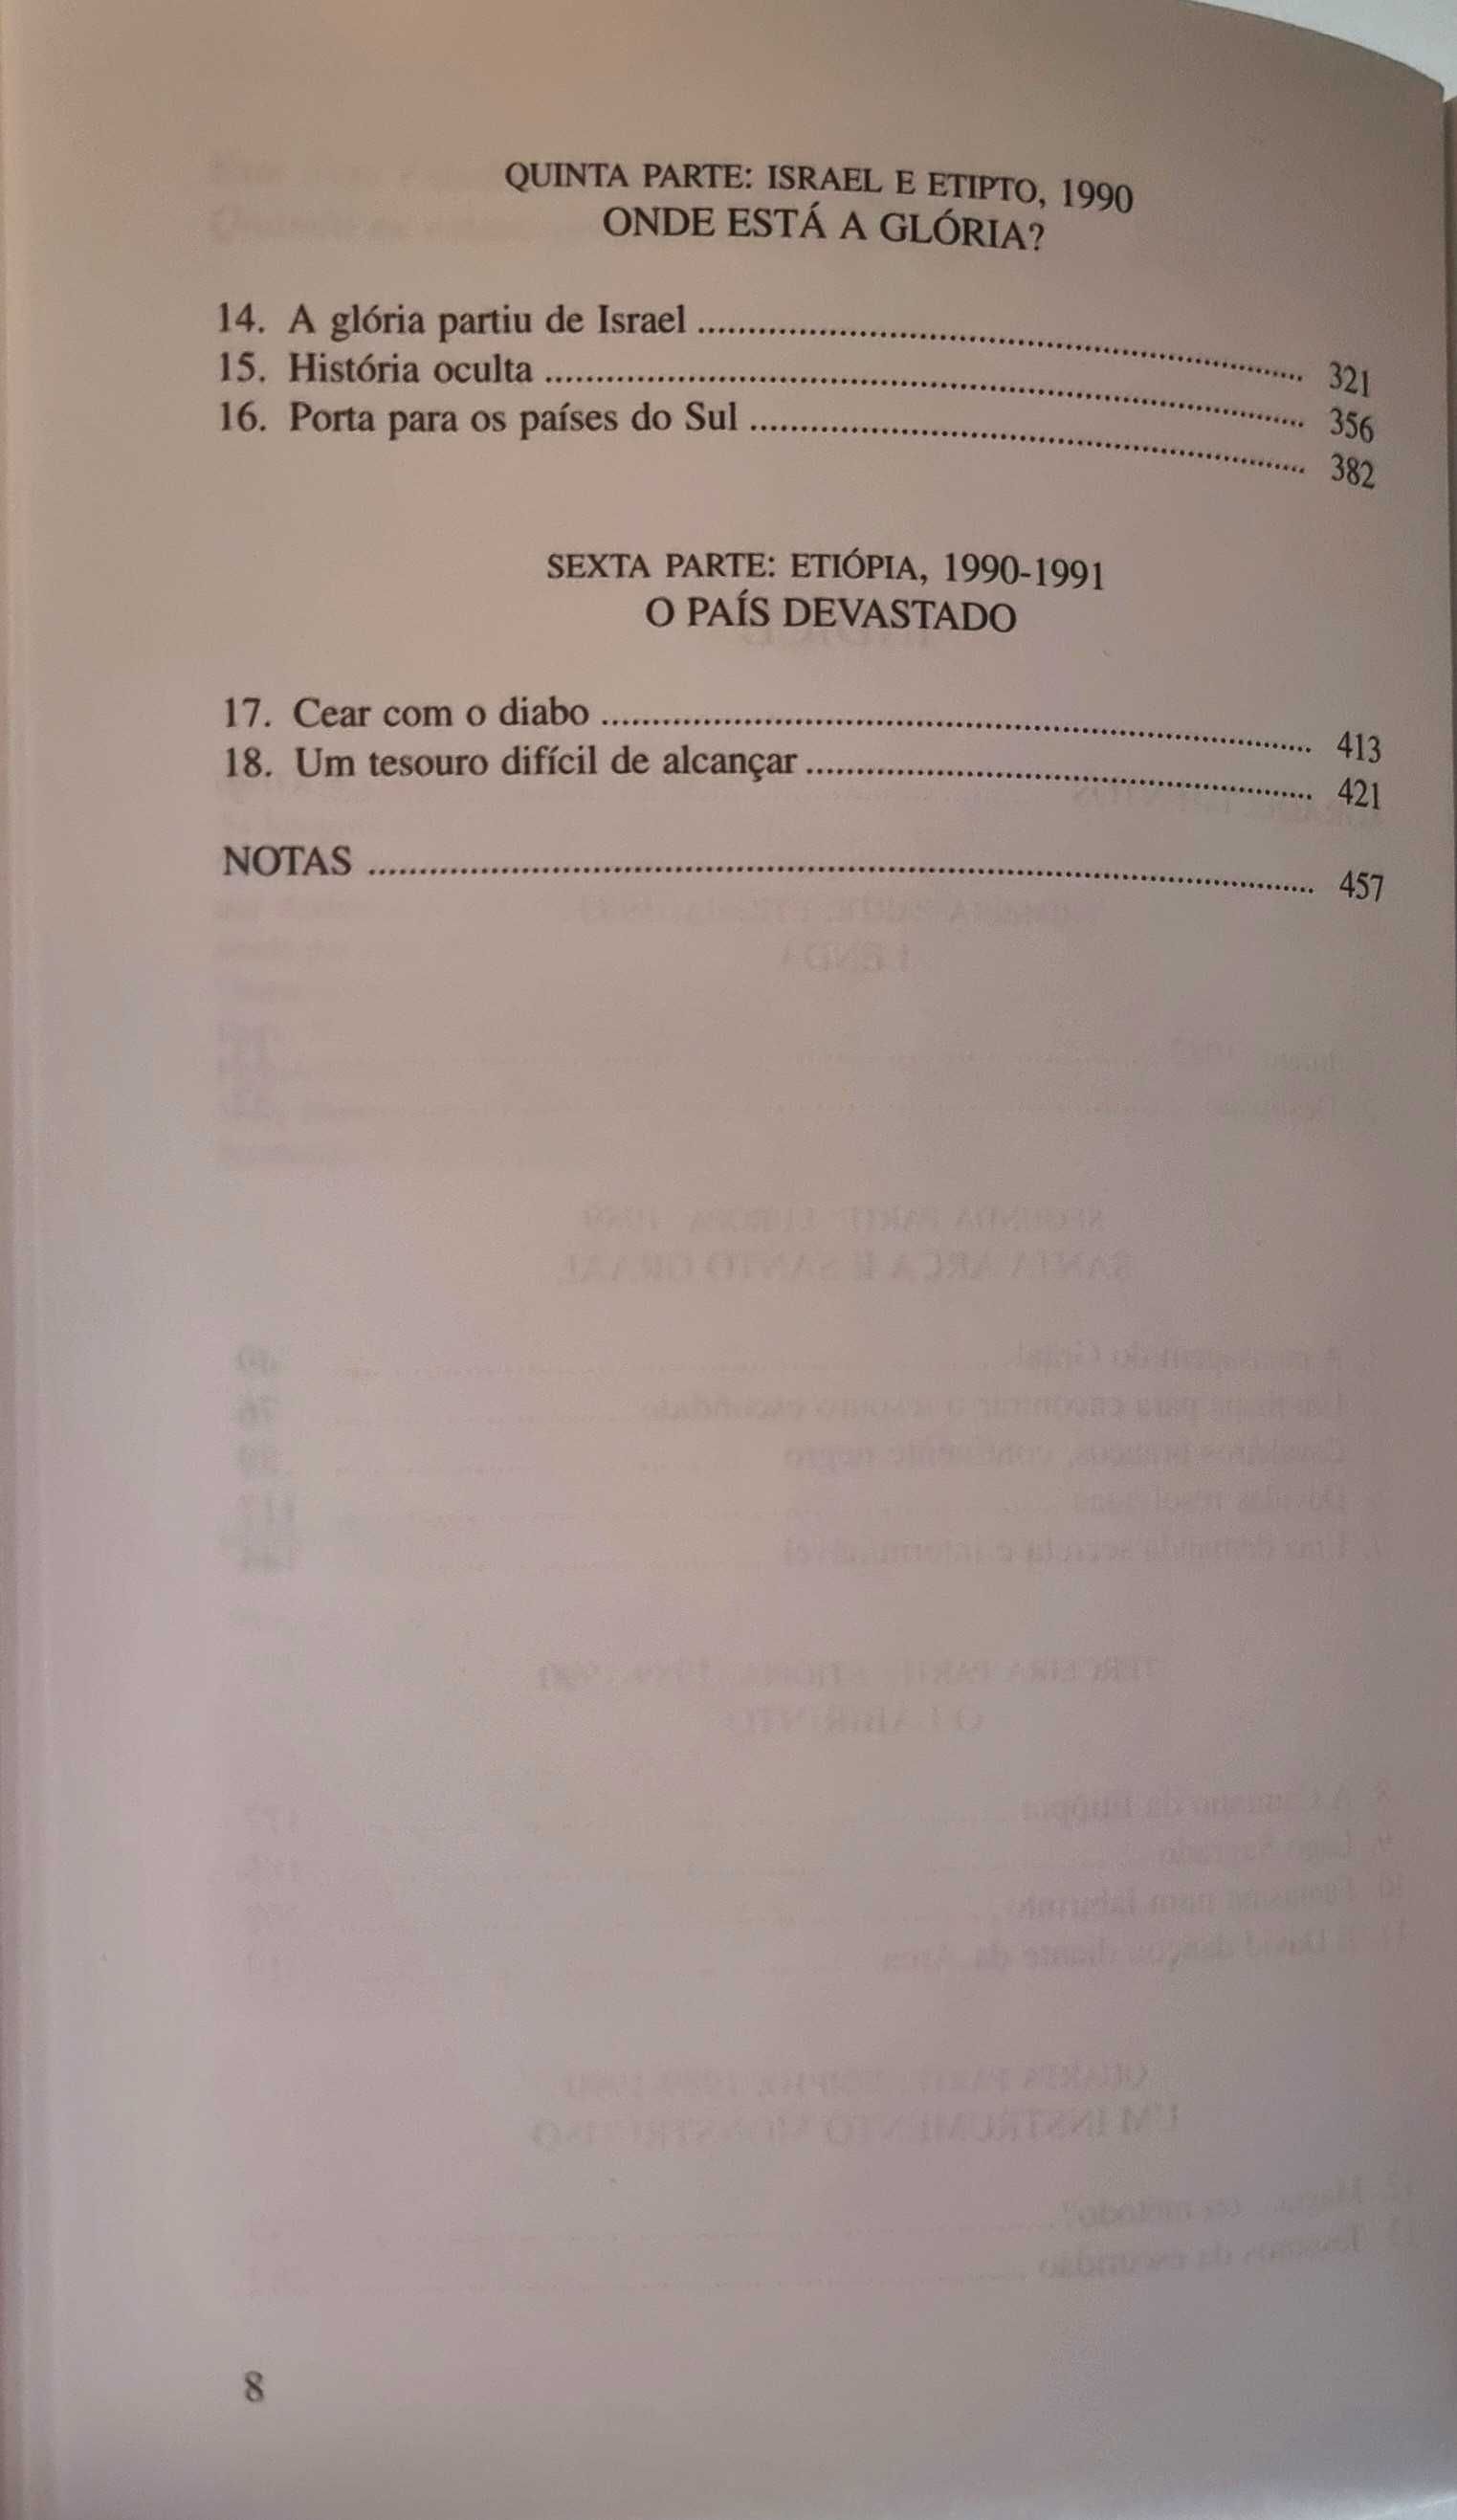 QUINTA PARTE: ISRAEL E ETIPTO, 1990
ONDE ESTÁ A GLÓRIA?
14. A glória partiu de Israel ........ 321
15. História oculta ........ 356
16. Porta para os países do Sul ........ 382
SEXTA PARTE: ETIÓPIA, 1990-1991
O PAÍS DEVASTADO
17. Cear com o diabo ........ 413
18. Um tesouro difícil de alcançar ........ 421
NOTAS ........ 457
8